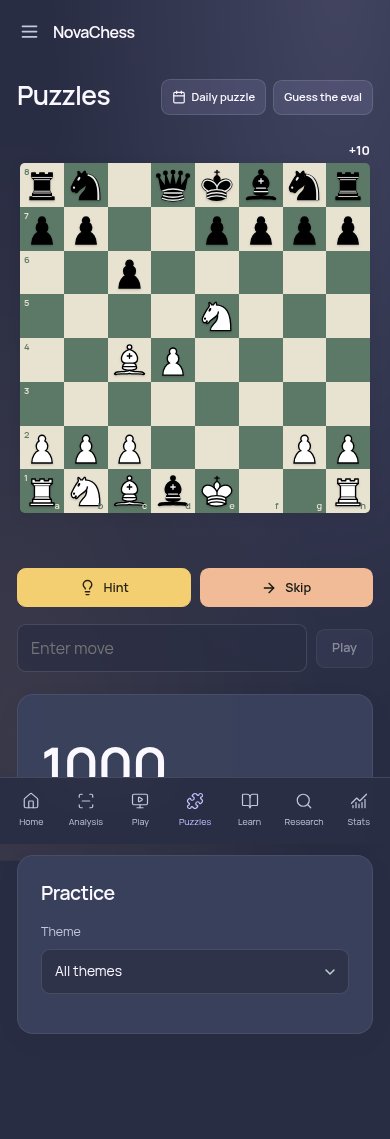 NovaChess
Puzzles
Daily puzzle
Guess the eval
+10
8
7
6
5
4
3
2
1
a
b
c
d
e
f
g
h
Hint
Skip
Enter move
Play
1000
Home
Analysis
Play
Puzzles
Learn
Research
Stats
Practice
Theme
All themes